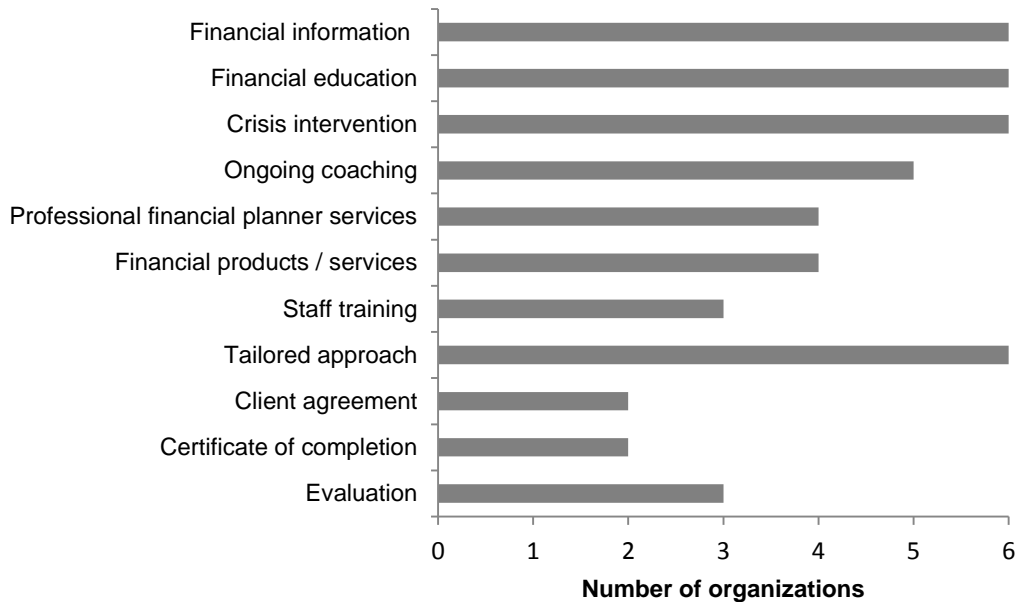 Financial information
Financial education
Crisis intervention
Ongoing coaching
Professional financial planner services
Financial products / services
Staff training
Tailored approach
Client agreement
Certificate of completion
Evaluation
0 1 2 3 4 5 6
Number of organizations